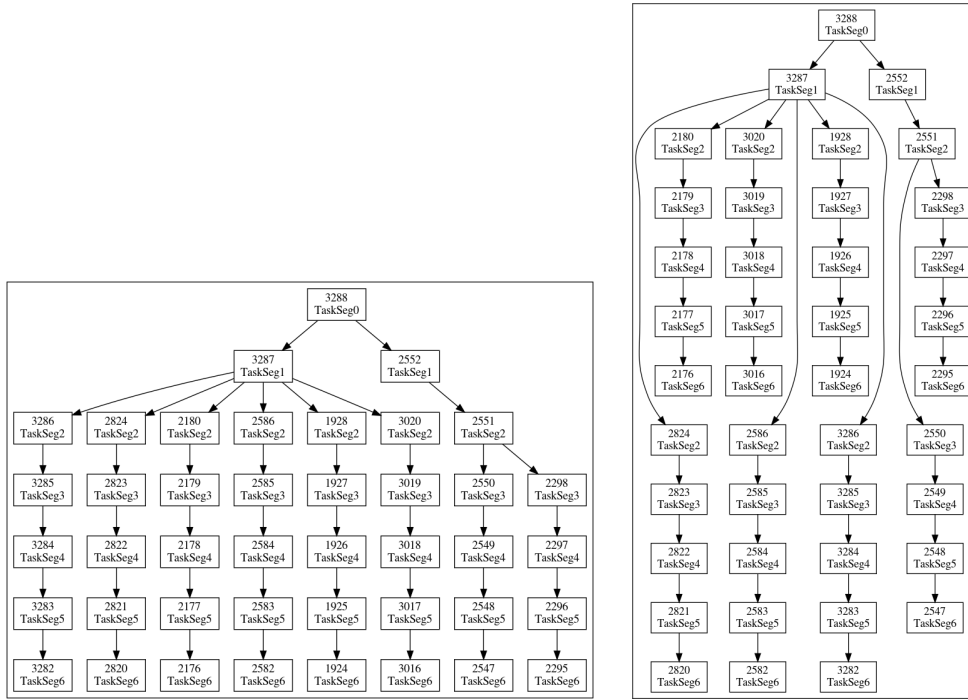 3288
TaskSeg0
3287
TaskSeg1
2552
TaskSeg1
3286
TaskSeg2
2824
TaskSeg2
2180
TaskSeg2
2586
TaskSeg2
1928
TaskSeg2
3020
TaskSeg2
2551
TaskSeg2
3285
TaskSeg3
2823
TaskSeg3
2179
TaskSeg3
2585
TaskSeg3
1927
TaskSeg3
3019
TaskSeg3
2550
TaskSeg3
2298
TaskSeg3
3284
TaskSeg4
2822
TaskSeg4
2178
TaskSeg4
2584
TaskSeg4
1926
TaskSeg4
3018
TaskSeg4
2549
TaskSeg4
2297
TaskSeg4
3283
TaskSeg5
2821
TaskSeg5
2177
TaskSeg5
2583
TaskSeg5
1925
TaskSeg5
3017
TaskSeg5
2548
TaskSeg5
2296
TaskSeg5
3282
TaskSeg6
2820
TaskSeg6
2176
TaskSeg6
2582
TaskSeg6
1924
TaskSeg6
3016
TaskSeg6
2547
TaskSeg6
2295
TaskSeg6
3288
TaskSeg0
3287
TaskSeg1
2552
TaskSeg1
2180
TaskSeg2
3020
TaskSeg2
1928
TaskSeg2
2551
TaskSeg2
2179
TaskSeg3
3019
TaskSeg3
1927
TaskSeg3
2298
TaskSeg3
2178
TaskSeg4
3018
TaskSeg4
1926
TaskSeg4
2297
TaskSeg4
2177
TaskSeg5
3017
TaskSeg5
1925
TaskSeg5
2296
TaskSeg5
2176
TaskSeg6
3016
TaskSeg6
1924
TaskSeg6
2295
TaskSeg6
2824
TaskSeg2
2586
TaskSeg2
3286
TaskSeg2
2550
TaskSeg3
2823
TaskSeg3
2585
TaskSeg3
3285
TaskSeg3
2549
TaskSeg4
2822
TaskSeg4
2584
TaskSeg4
3284
TaskSeg4
2548
TaskSeg5
2821
TaskSeg5
2583
TaskSeg5
3283
TaskSeg5
2547
TaskSeg6
2820
TaskSeg6
2582
TaskSeg6
3282
TaskSeg6